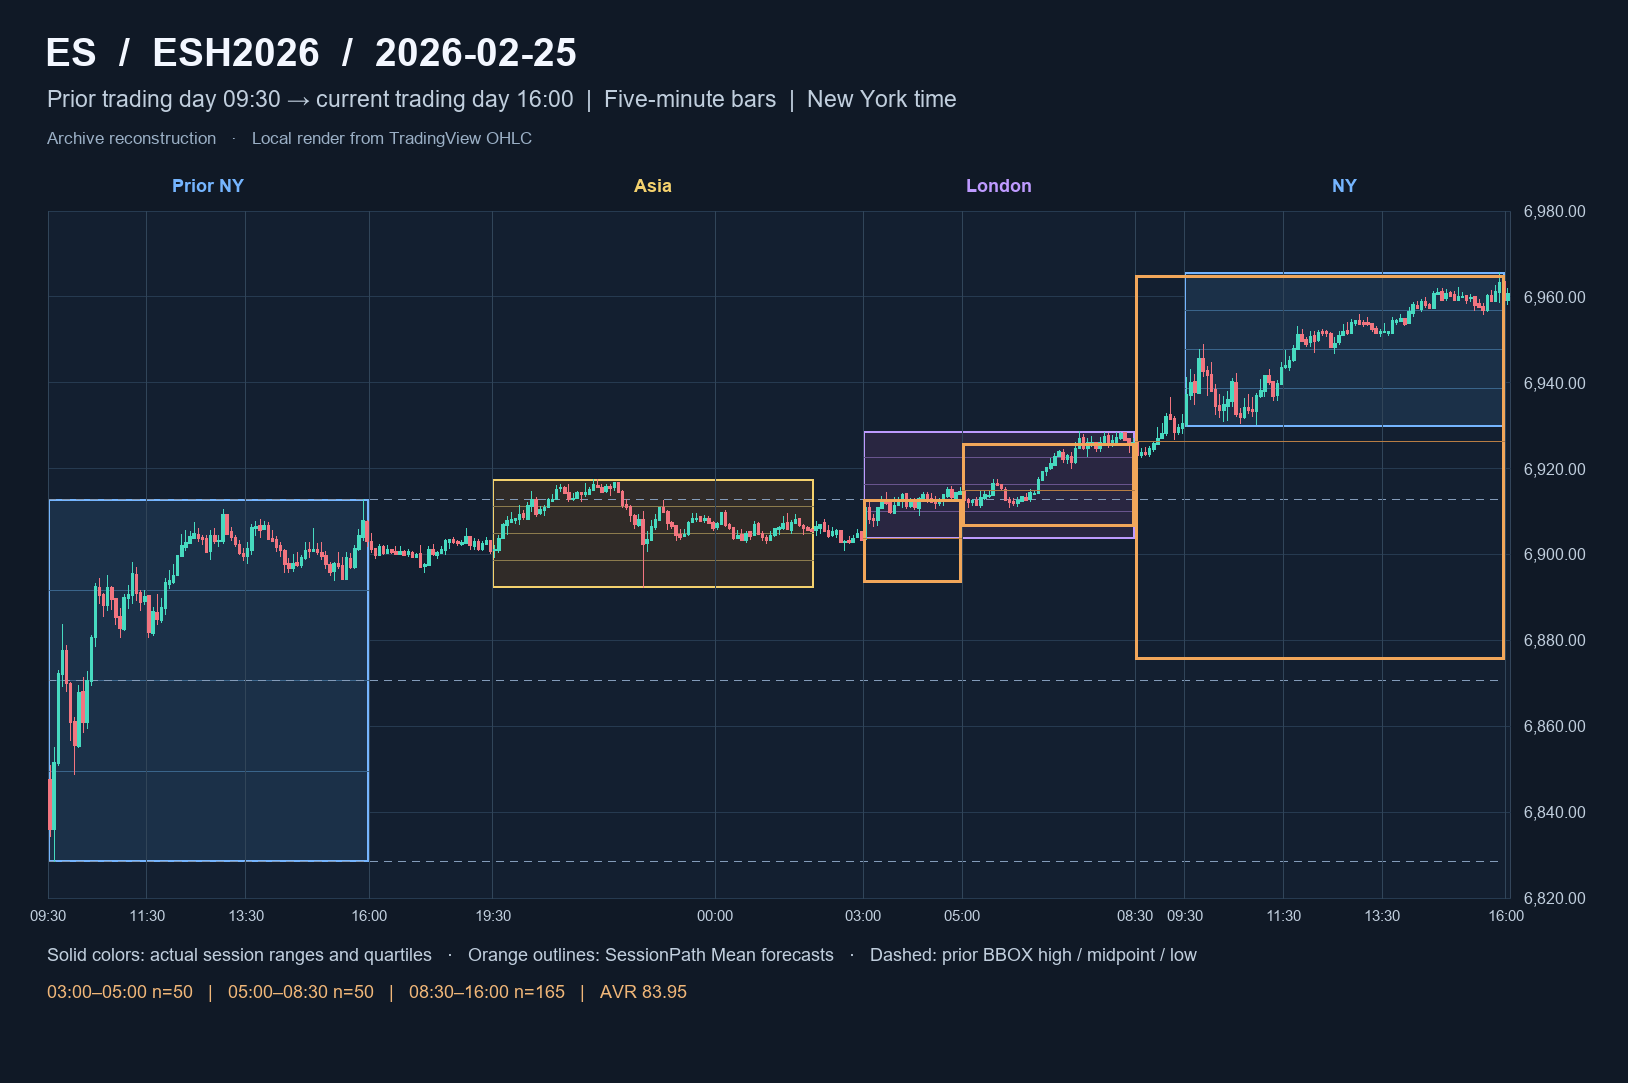 ES / ESH2026 / 2026-02-25
Prior trading day 09:30 → current trading day 16:00 | Five-minute bars | New York time
Archive reconstruction · Local render from TradingView OHLC
Prior NY Asia London NY
6,980.00
6,960.00
6,940.00
6,920.00
6,900.00
6,880.00
6,860.00
6,840.00
6,820.00
09:30 11:30 13:30 16:00 19:30 00:00 03:00 05:00 08:30 09:30 11:30 13:30 16:00
Solid colors: actual session ranges and quartiles · Orange outlines: SessionPath Mean forecasts · Dashed: prior BBOX high / midpoint / low
03:00–05:00 n=50 | 05:00–08:30 n=50 | 08:30–16:00 n=165 | AVR 83.95